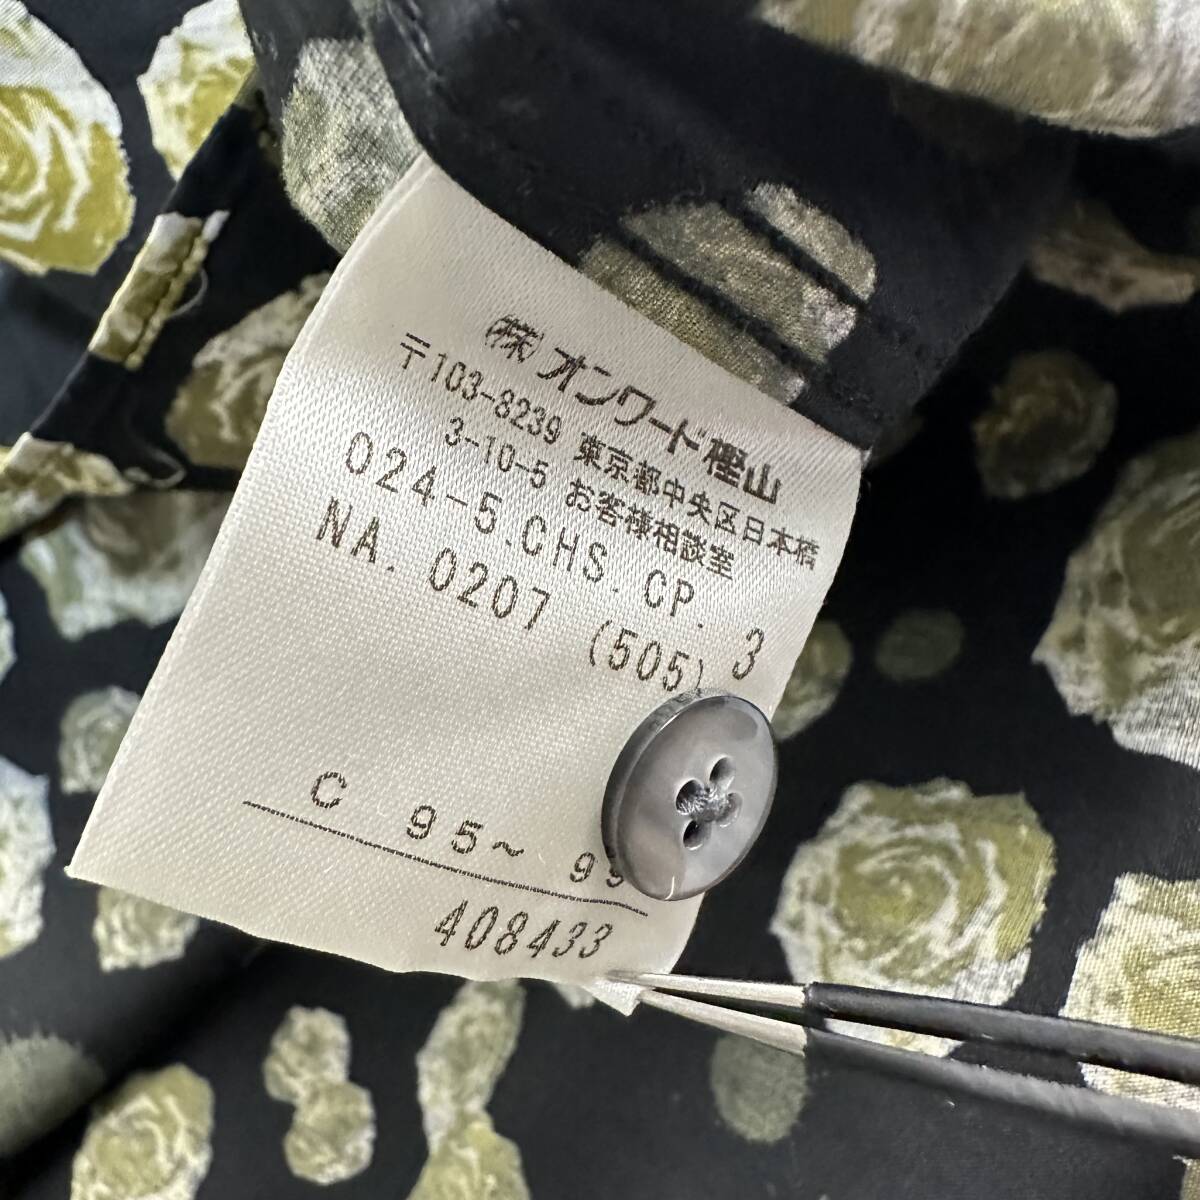 (株)オンワード樫山
〒103-8239 東京都中央区日本橋
3-10-5 お客様相談室
024-5.CHS.CP. 3
NA. 0207 (505)
C 95~ 99
408433